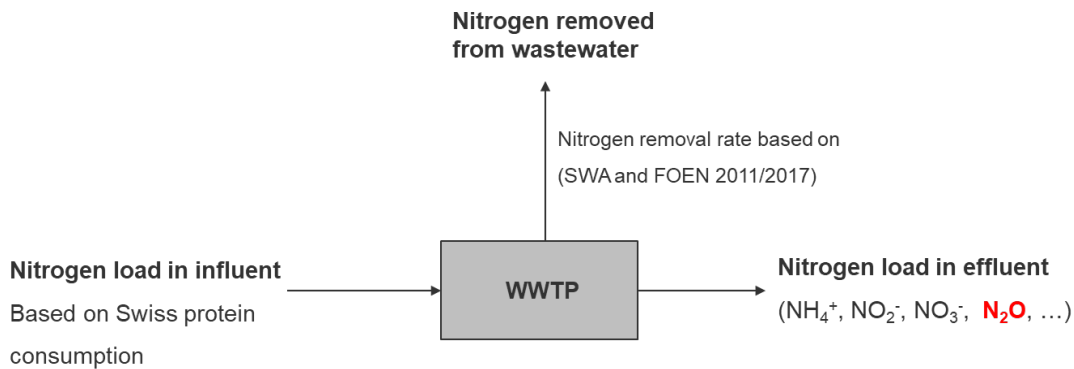 Nitrogen removed
from wastewater
Nitrogen removal rate based on
(SWA and FOEN 2011/2017)
Nitrogen load in influent
Based on Swiss protein
consumption
WWTP
Nitrogen load in effluent
(NH₄⁺, NO₂⁻, NO₃⁻, N₂O, …)